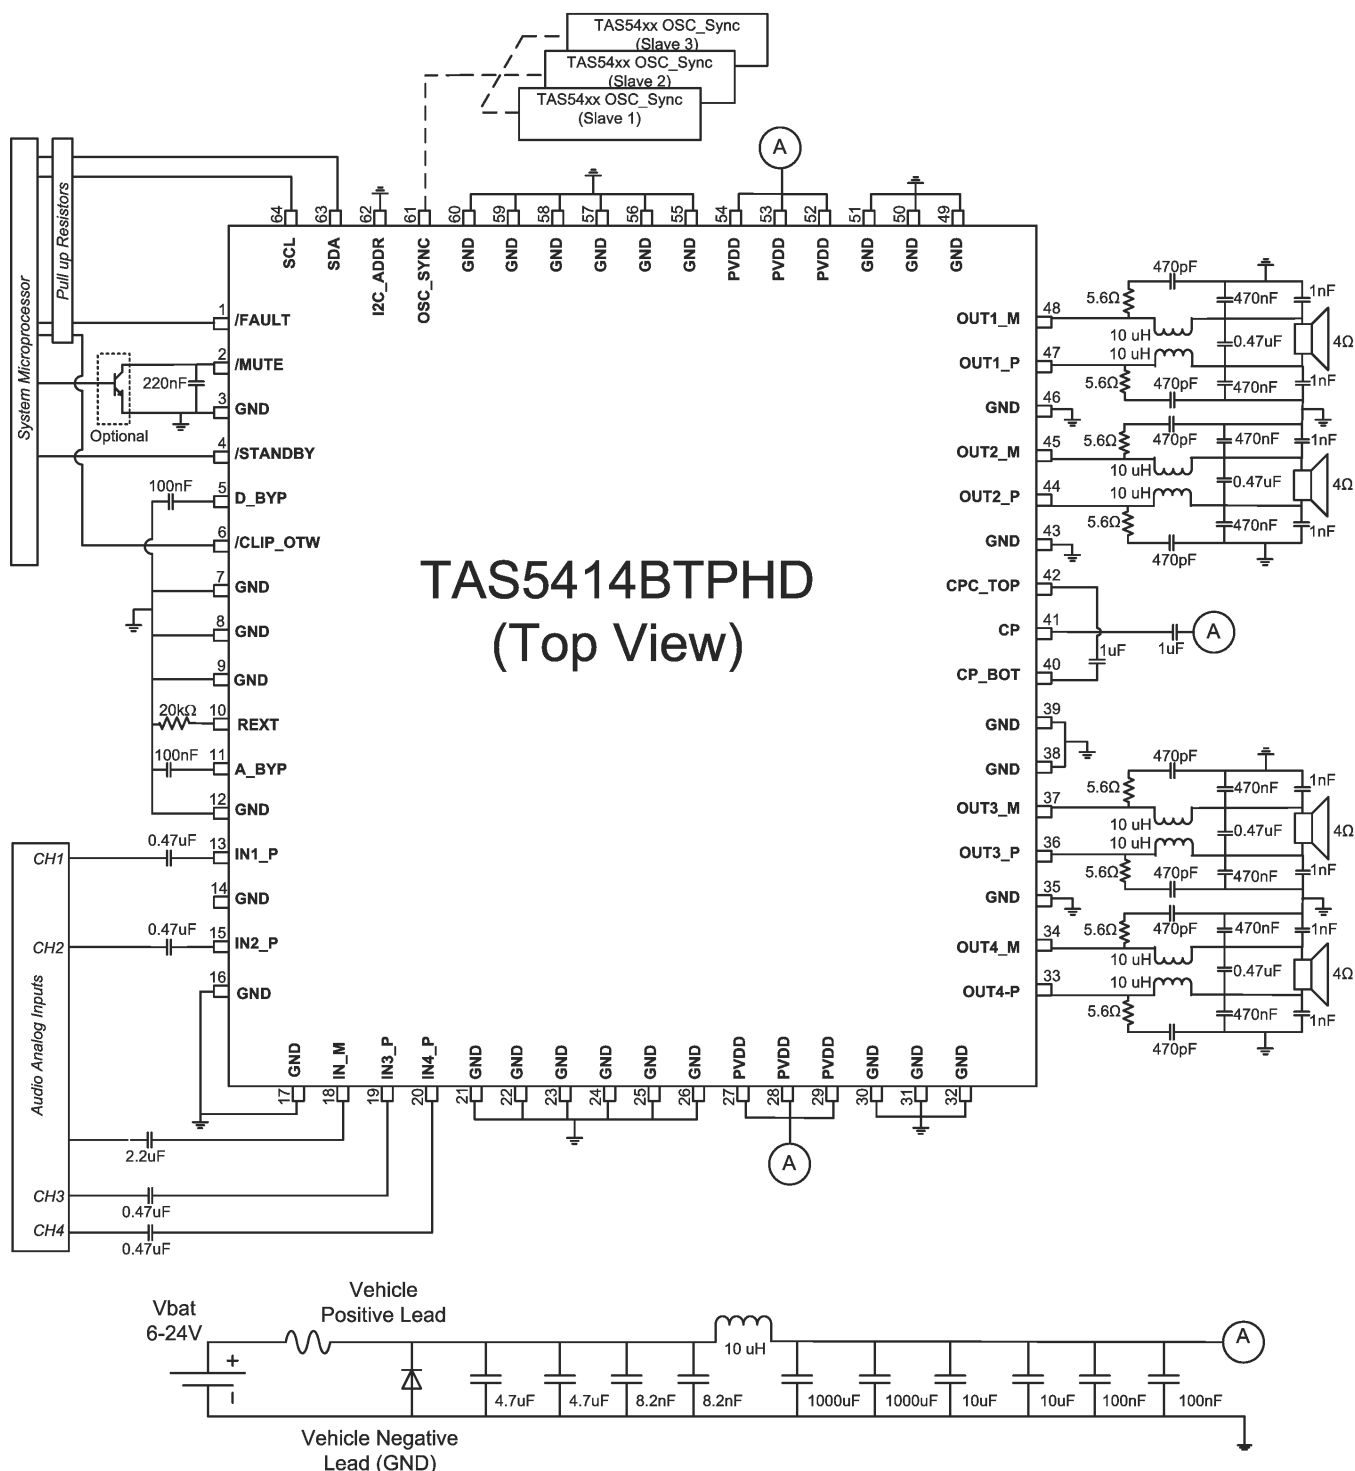 TAS54xx OSC_Sync
(Slave 3)
TAS54xx OSC_Sync
(Slave 2)
TAS54xx OSC_Sync
(Slave 1)
A
System Microprocessor
Pull up Resistors
64
63
62
61
60
59
58
57
56
55
54
53
52
51
50
49
SCL
SDA
I2C_ADDR
OSC_SYNC
GND
GND
GND
GND
GND
GND
PVDD
PVDD
PVDD
GND
GND
GND
1
/FAULT
2
/MUTE
220nF
3
GND
Optional
4
/STANDBY
100nF
5
D_BYP
6
/CLIP_OTW
7
GND
8
GND
9
GND
20kΩ
10
REXT
100nF
11
A_BYP
12
GND
0.47uF
13
IN1_P
14
GND
0.47uF
15
IN2_P
16
GND
TAS5414BTPHD
(Top View)
OUT1_M
48
OUT1_P
47
GND
46
OUT2_M
45
OUT2_P
44
GND
43
CPC_TOP
42
CP
41
CP_BOT
40
GND
39
GND
38
OUT3_M
37
OUT3_P
36
GND
35
OUT4_M
34
OUT4-P
33
470pF
5.6Ω
470nF
1nF
10 uH
0.47uF
4Ω
10 uH
5.6Ω
470pF
470nF
1nF
5.6Ω
470pF
470nF
1nF
10 uH
0.47uF
4Ω
10 uH
5.6Ω
470nF
1nF
470pF
1uF
1uF
A
470pF
5.6Ω
470nF
1nF
10 uH
0.47uF
4Ω
10 uH
5.6Ω
470pF
470nF
1nF
5.6Ω
470pF
470nF
1nF
10 uH
0.47uF
4Ω
10 uH
5.6Ω
470nF
1nF
470pF
GND
IN_M
IN3_P
IN4_P
GND
GND
GND
GND
GND
GND
PVDD
PVDD
PVDD
GND
GND
GND
17
18
19
20
21
22
23
24
25
26
27
28
29
30
31
32
A
Audio Analog Inputs
CH1
CH2
2.2uF
CH3
0.47uF
CH4
0.47uF
Vbat
6-24V
+
Vehicle
Positive Lead
10 uH
A
4.7uF
4.7uF
8.2nF
8.2nF
1000uF
1000uF
10uF
10uF
100nF
100nF
Vehicle Negative
Lead (GND)